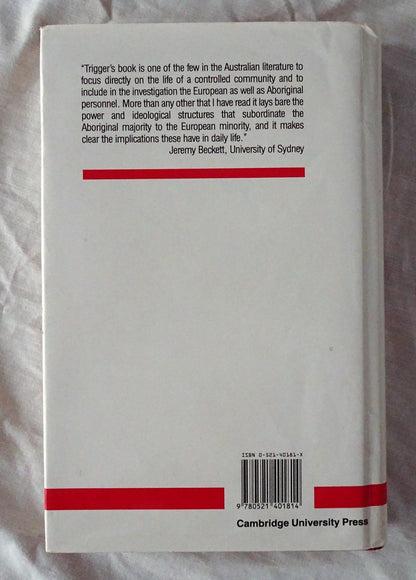 "Trigger's book is one of the few in the Australian literature to
focus directly on the life of a controlled community and to
include in the investigation the European as well as Aboriginal
personnel. More than any other that I have read it lays bare the
power and ideological structures that subordinate the
Aboriginal majority to the European minority, and it makes
clear the implications these have in daily life."
Jeremy Beckett, University of Sydney
ISBN 0-521-40181-X
9 780521 401814
Cambridge University Press